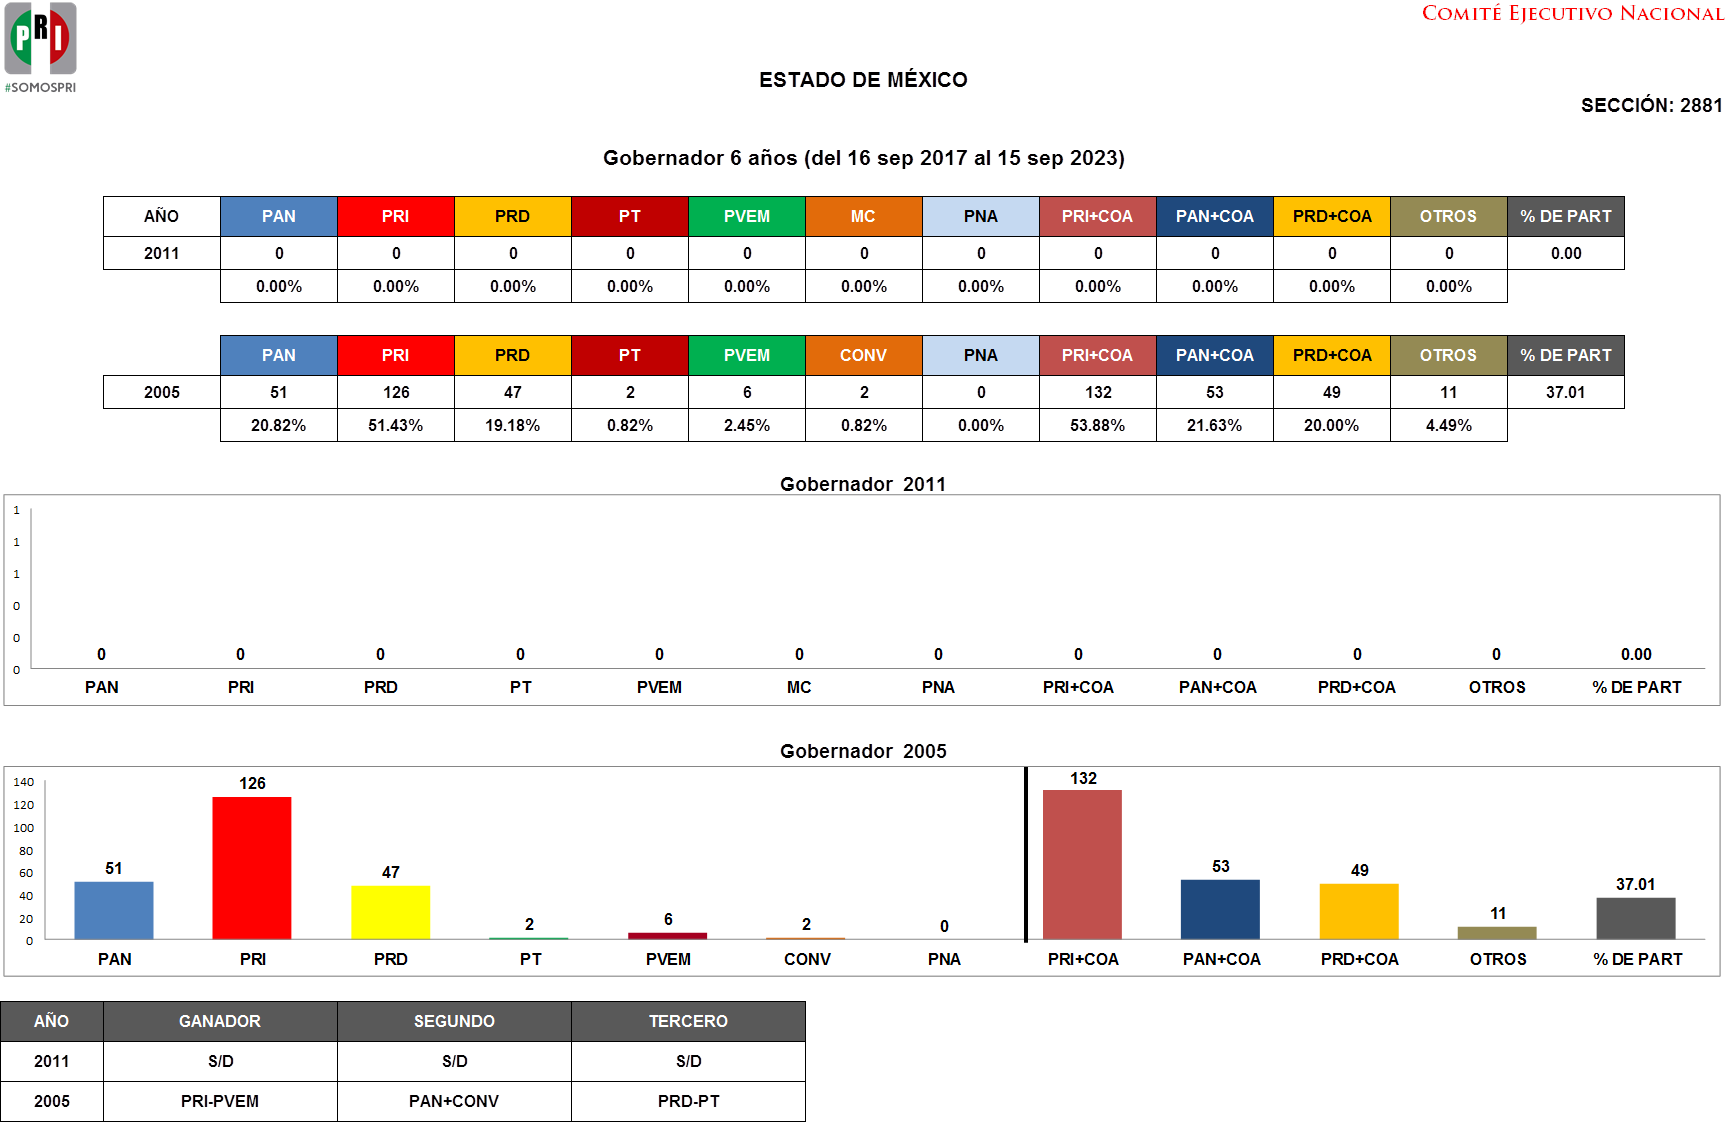 PRI
#SOMOSPRI
COMITÉ EJECUTIVO NACIONAL
ESTADO DE MÉXICO
SECCIÓN: 2881
Gobernador 6 años (del 16 sep 2017 al 15 sep 2023)
AÑO PAN PRI PRD PT PVEM MC PNA PRI+COA PAN+COA PRD+COA OTROS % DE PART
2011 0 0 0 0 0 0 0 0 0 0 0 0.00
0.00% 0.00% 0.00% 0.00% 0.00% 0.00% 0.00% 0.00% 0.00% 0.00% 0.00%
PAN PRI PRD PT PVEM CONV PNA PRI+COA PAN+COA PRD+COA OTROS % DE PART
2005 51 126 47 2 6 2 0 132 53 49 11 37.01
20.82% 51.43% 19.18% 0.82% 2.45% 0.82% 0.00% 53.88% 21.63% 20.00% 4.49%
Gobernador 2011
1
1
1
0
0
0
0 0 0 0 0 0 0 0 0 0 0 0.00
PAN PRI PRD PT PVEM MC PNA PRI+COA PAN+COA PRD+COA OTROS % DE PART
Gobernador 2005
140
120
100
80
60
40
20
0
51 126 47 2 6 2 0 132 53 49 11 37.01
PAN PRI PRD PT PVEM CONV PNA PRI+COA PAN+COA PRD+COA OTROS % DE PART
AÑO GANADOR SEGUNDO TERCERO
2011 S/D S/D S/D
2005 PRI-PVEM PAN+CONV PRD-PT